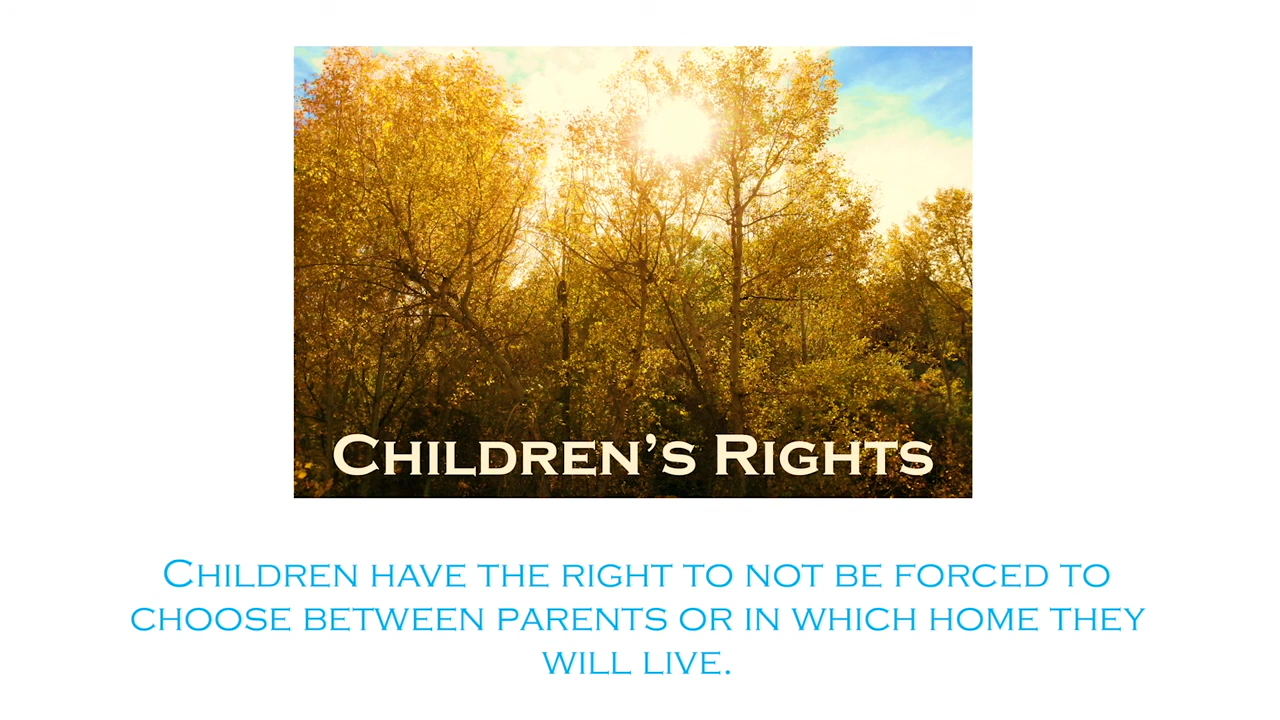 Children's Rights
Children have the right to not be forced to
choose between parents or in which home they
will live.